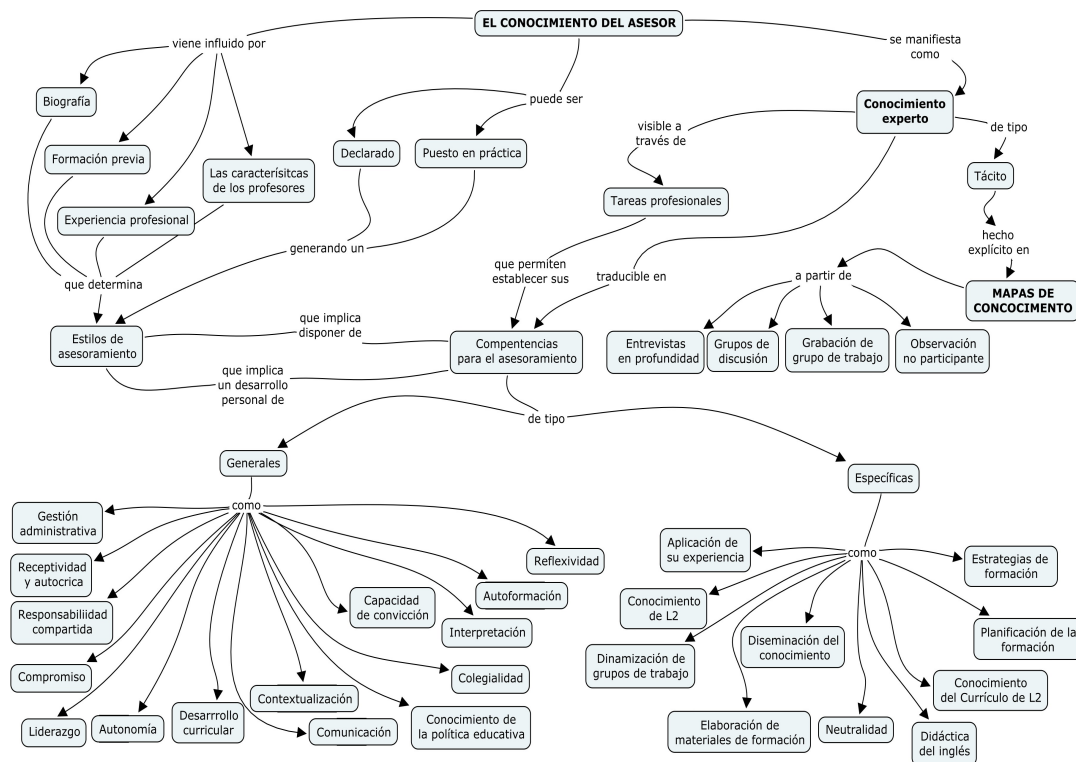 EL CONOCIMIENTO DEL ASESOR
viene influido por
se manifiesta
como
Biografía
puede ser
Conocimiento
experto
Formación previa
Las caracterísitcas
de los profesores
Experiencia profesional
Declarado
Puesto en práctica
visible a
través de
de tipo
Tácito
Tareas profesionales
hecho
explícito en
generando un
que determina
que permiten
establecer sus
traducible en
a partir de
MAPAS DE
CONCOCIMENTO
Estilos de
asesoramiento
que implica
disponer de
Competencias
para el asesoramiento
Entrevistas
en profundidad
Grupos de
discusión
Grabación de
grupo de trabajo
Observación
no participante
que implica
un desarrollo
personal de
de tipo
Generales
Específicas
como
Gestión
administrativa
Receptividad
y autocrica
Responsabiliidad
compartida
Compromiso
Liderazgo
Autonomía
Desarrrollo
curricular
Contextualización
Comunicación
Conocimiento de
la política educativa
Colegialidad
Capacidad
de convicción
Interpretación
Autoformación
Reflexividad
como
Aplicación de
su experiencia
Conocimiento
de L2
Dinamización de
grupos de trabajo
Elaboración de
materiales de formación
Diseminación del
conocimiento
Neutralidad
Didáctica
del inglés
Conocimiento
del Currículo de L2
Planificación de la
formación
Estrategias de
formación